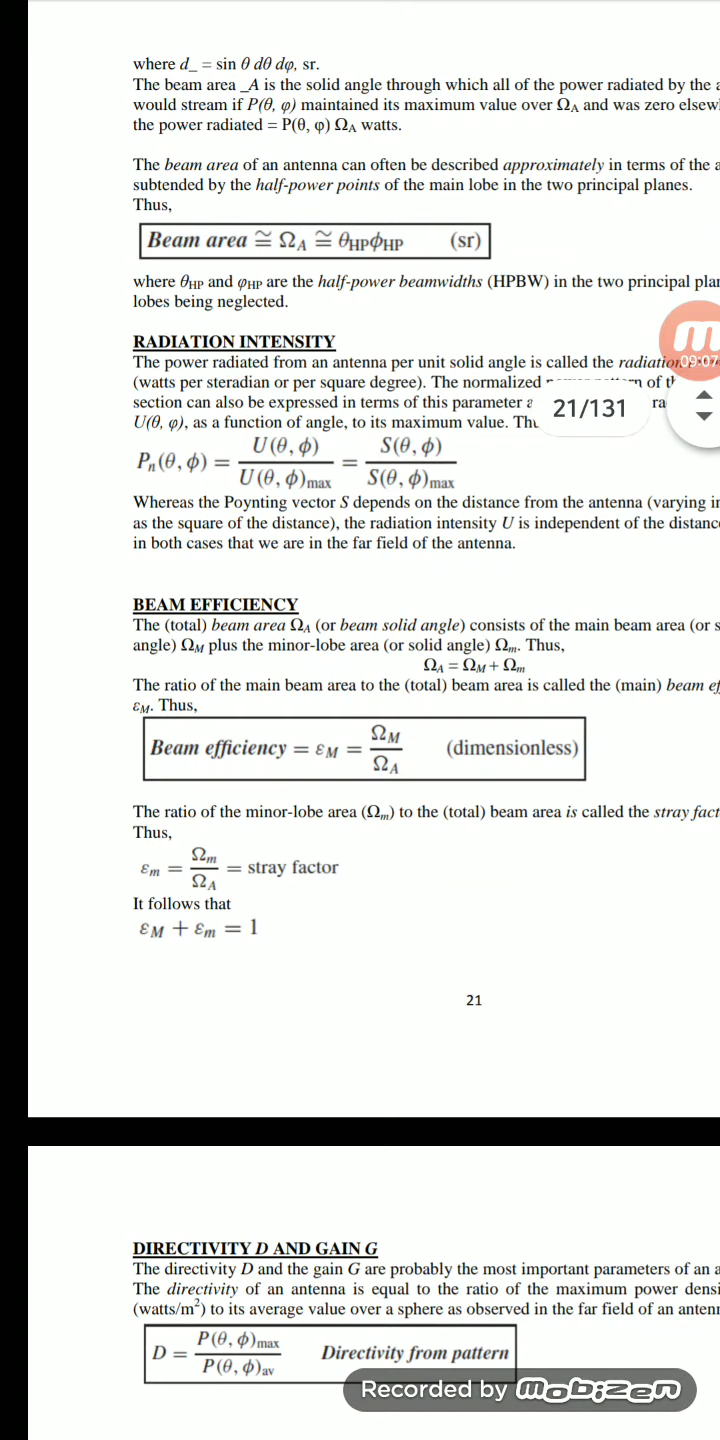 where d_ = sin θ dθ dφ, sr.
The beam area _A is the solid angle through which all of the power radiated by the
would stream if P(θ, φ) maintained its maximum value over ΩA and was zero
the power radiated = P(θ, φ) ΩA watts.
The beam area of an antenna can often be described approximately in terms of the
subtended by the half-power points of the main lobe in the two principal planes.
Thus,
Beam area ≅ ΩA ≅ θHPϕHP (sr)
where θHP and φHP are the half-power beamwidths (HPBW) in the two principal
lobes being neglected.
RADIATION INTENSITY
The power radiated from an antenna per unit solid angle is called the radiation
09:07
(watts per steradian or per square degree). The normalized of
section can also be expressed in terms of this parameter
21/131
U(θ, φ), as a function of angle, to its maximum value.
Pn(θ, ϕ) = U(θ, ϕ) / U(θ, ϕ)max = S(θ, ϕ) / S(θ, ϕ)max
Whereas the Poynting vector S depends on the distance from the antenna (varying
as the square of the distance), the radiation intensity U is independent of the
in both cases that we are in the far field of the antenna.
BEAM EFFICIENCY
The (total) beam area ΩA (or beam solid angle) consists of the main beam area (or
angle) ΩM plus the minor-lobe area (or solid angle) Ωm. Thus,
ΩA = ΩM + Ωm
The ratio of the main beam area to the (total) beam area is called the (main) beam
εM. Thus,
Beam efficiency = εM = ΩM / ΩA (dimensionless)
The ratio of the minor-lobe area (Ωm) to the (total) beam area is called the stray
Thus,
εm = Ωm / ΩA = stray factor
It follows that
εM + εm = 1
21
DIRECTIVITY D AND GAIN G
The directivity D and the gain G are probably the most important parameters of an
The directivity of an antenna is equal to the ratio of the maximum power
(watts/m²) to its average value over a sphere as observed in the far field of an
D = P(θ, ϕ)max / P(θ, ϕ)av Directivity from pattern
Recorded by mobizen